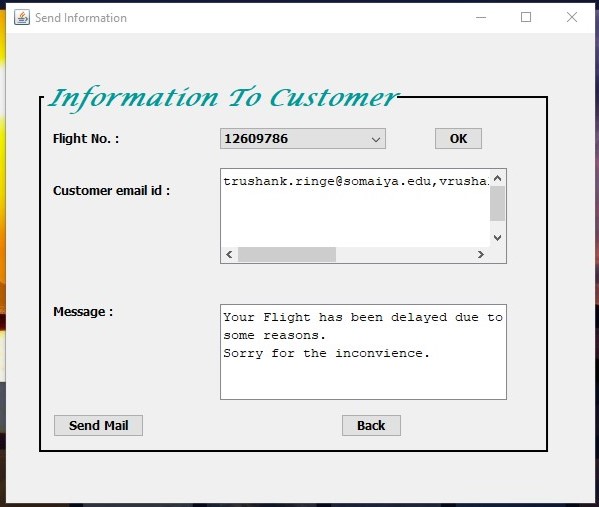 Send Information
Information To Customer
Flight No. :
12609786
OK
Customer email id :
trushank.ringe@somaiya.edu,vrusha
Message :
Your Flight has been delayed due to
some reasons.
Sorry for the inconvience.
Send Mail
Back